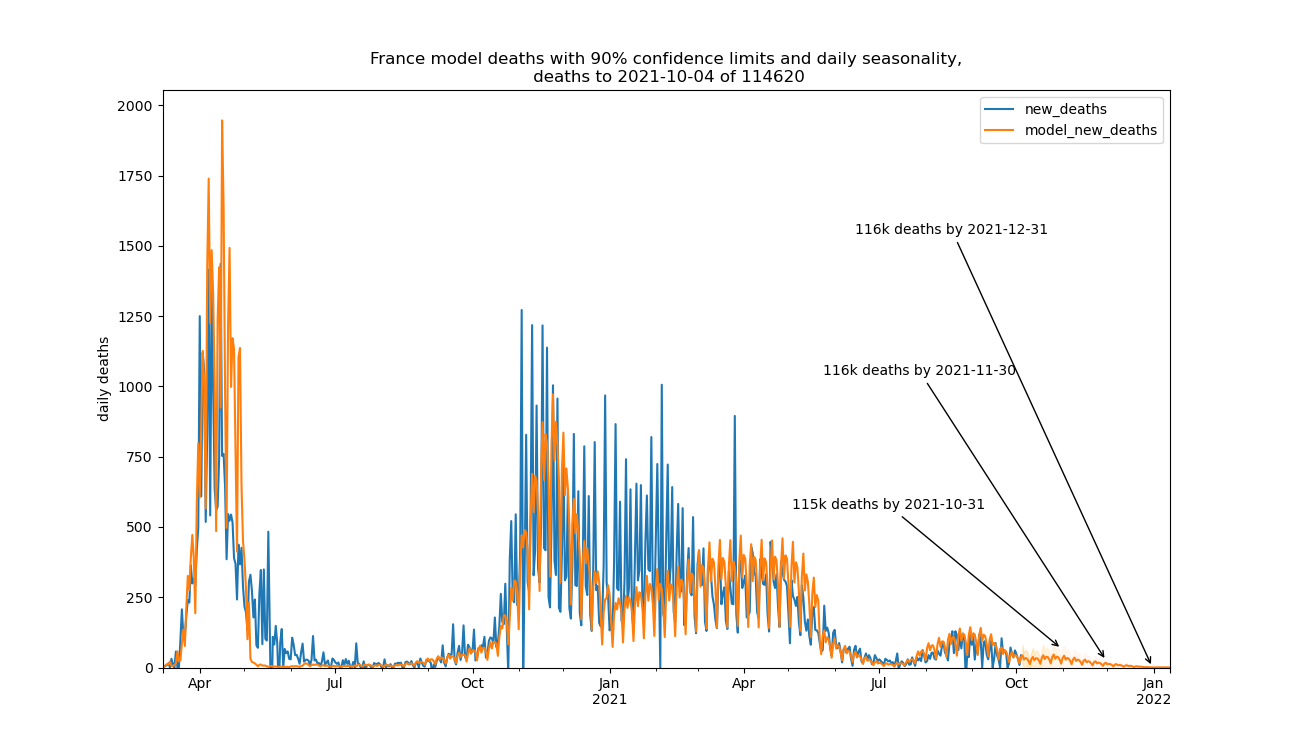 France model deaths with 90% confidence limits and daily seasonality,
deaths to 2021-10-04 of 114620
2000
1750
1500
1250
1000
750
500
250
0
daily deaths
new_deaths
model_new_deaths
116k deaths by 2021-12-31
116k deaths by 2021-11-30
115k deaths by 2021-10-31
Apr
Jul
Oct
Jan
2021
Apr
Jul
Oct
Jan
2022